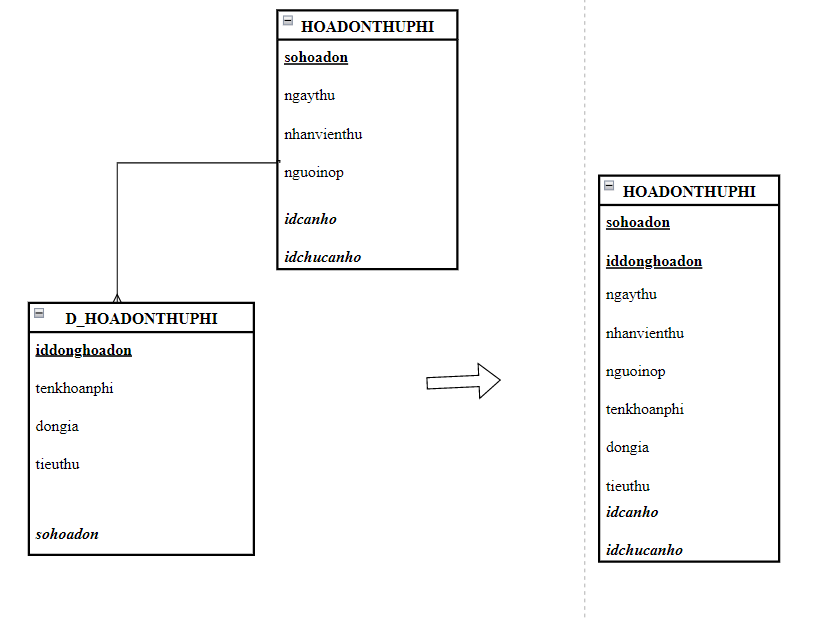 HOADONTHUPHI
sohoadon
ngaythu
nhanvienthu
nguoinop
idcanho
idchucanho
D_HOADONTHUPHI
iddonghoadon
tenkhoanphi
dongia
tieuthu
sohoadon
HOADONTHUPHI
sohoadon
iddonghoadon
ngaythu
nhanvienthu
nguoinop
tenkhoanphi
dongia
tieuthu
idcanho
idchucanho